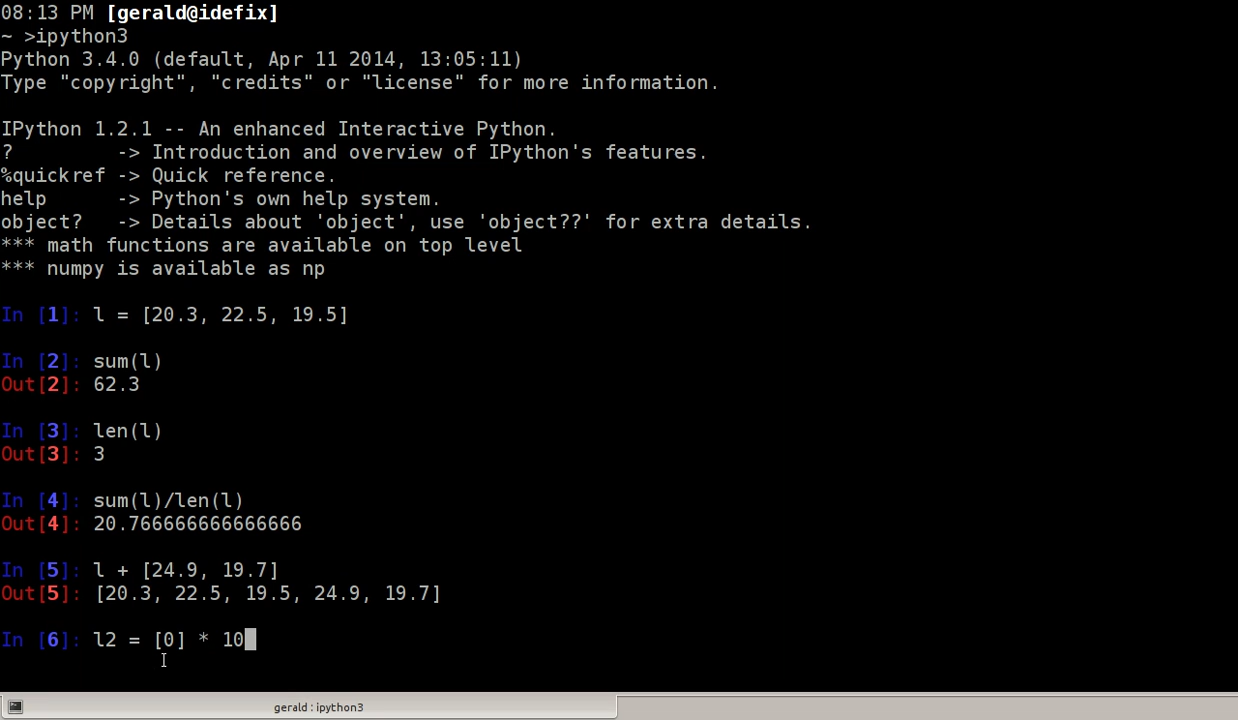 08:13 PM [gerald@idefix]
~ >ipython3
Python 3.4.0 (default, Apr 11 2014, 13:05:11)
Type "copyright", "credits" or "license" for more information.
IPython 1.2.1 -- An enhanced Interactive Python.
?         -> Introduction and overview of IPython's features.
%quickref -> Quick reference.
help      -> Python's own help system.
object?   -> Details about 'object', use 'object??' for extra details.
*** math functions are available on top level
*** numpy is available as np
In [1]: l = [20.3, 22.5, 19.5]
In [2]: sum(l)
Out[2]: 62.3
In [3]: len(l)
Out[3]: 3
In [4]: sum(l)/len(l)
Out[4]: 20.766666666666666
In [5]: l + [24.9, 19.7]
Out[5]: [20.3, 22.5, 19.5, 24.9, 19.7]
In [6]: l2 = [0] * 10
gerald : ipython3